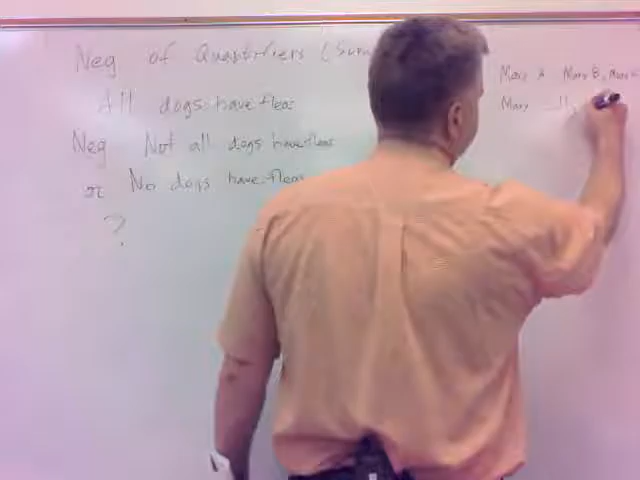 Neg of Quantifiers (Sum
All dogs have fleas
Neg Not all dogs have fleas
or No dogs have fleas
?
Mary A Mary B, Mary
Mary